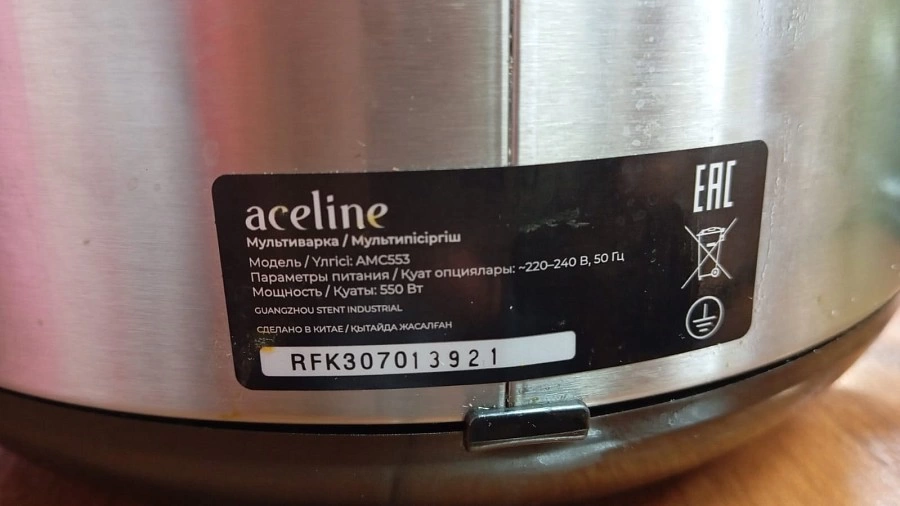 aceline
Мультиварка / Мультипісіргіш
Модель / Үлгісі: AMC553
Параметры питания / Қуат опциялары: ~220–240 В, 50 Гц
Мощность / Қуаты: 550 Вт
GUANGZHOU STENT INDUSTRIAL
СДЕЛАНО В КИТАЕ / ҚЫТАЙДА ЖАСАЛҒАН
RFK307013921
EAC